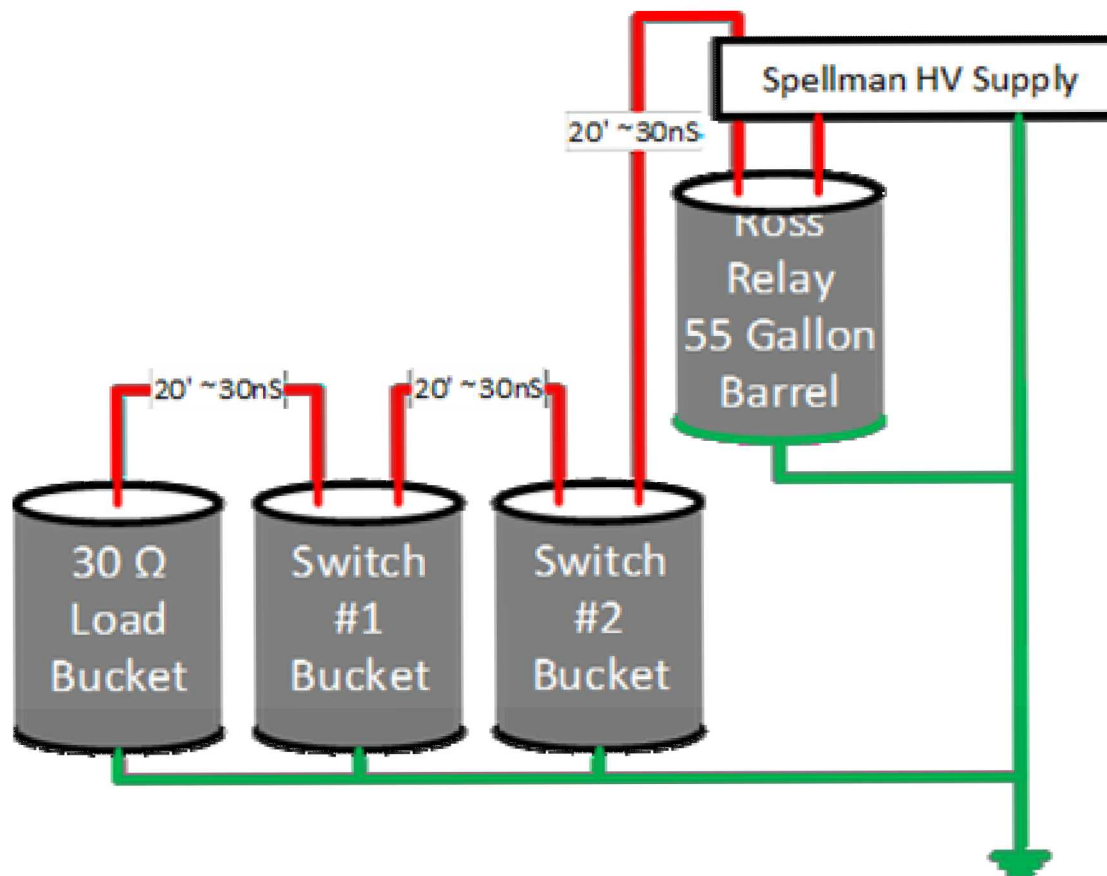 Spellman HV Supply
20' ~30nS
Ross
Relay
55 Gallon
Barrel
20' ~30nS
20' ~30nS
30 Ω
Load
Bucket
Switch
#1
Bucket
Switch
#2
Bucket